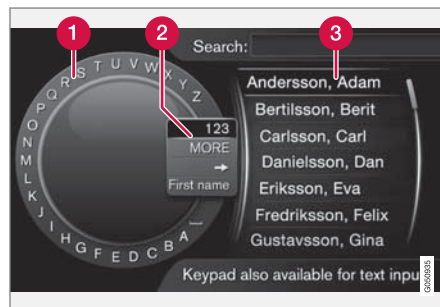 1
2
3
Search:
A B C D E F G H I J K L M N O P Q R S T U V W X Y Z
123
MORE
→
First name
Andersson, Adam
Bertilsson, Berit
Carlsson, Carl
Danielsson, Dan
Eriksson, Eva
Fredriksson, Felix
Gustavsson, Gina
Keypad also available for text inpu
G050935